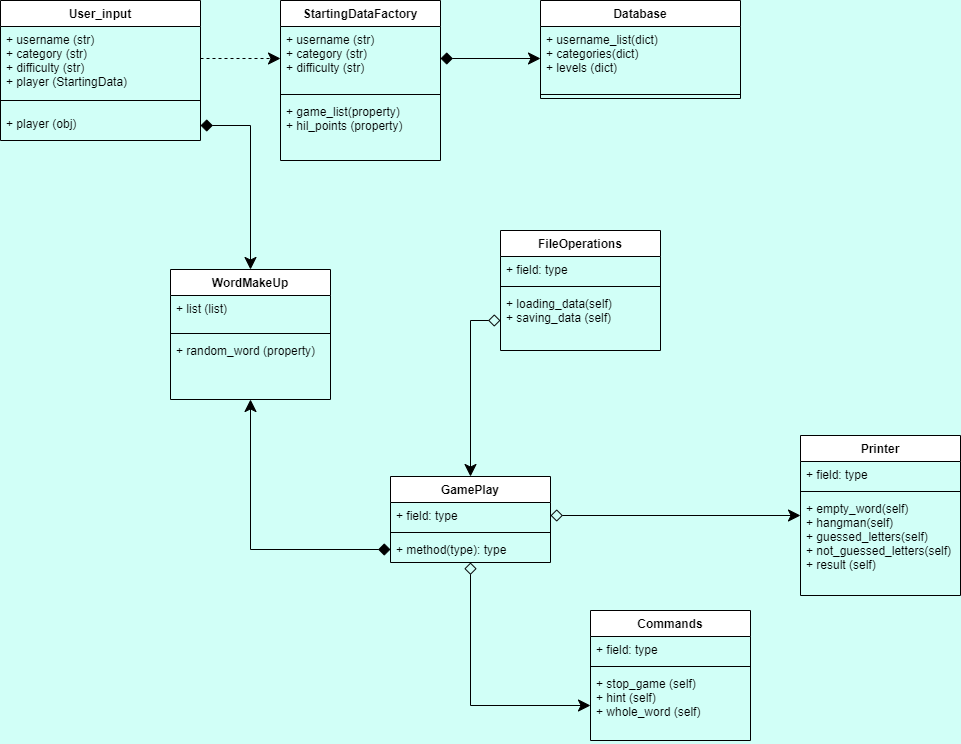 User_input
+ username (str)
+ category (str)
+ difficulty (str)
+ player (StartingData)
+ player (obj)
StartingDataFactory
+ username (str)
+ category (str)
+ difficulty (str)
+ game_list(property)
+ hil_points (property)
Database
+ username_list(dict)
+ categories(dict)
+ levels (dict)
WordMakeUp
+ list (list)
+ random_word (property)
FileOperations
+ field: type
+ loading_data(self)
+ saving_data (self)
GamePlay
+ field: type
+ method(type): type
Printer
+ field: type
+ empty_word(self)
+ hangman(self)
+ guessed_letters(self)
+ not_guessed_letters(self)
+ result (self)
Commands
+ field: type
+ stop_game (self)
+ hint (self)
+ whole_word (self)